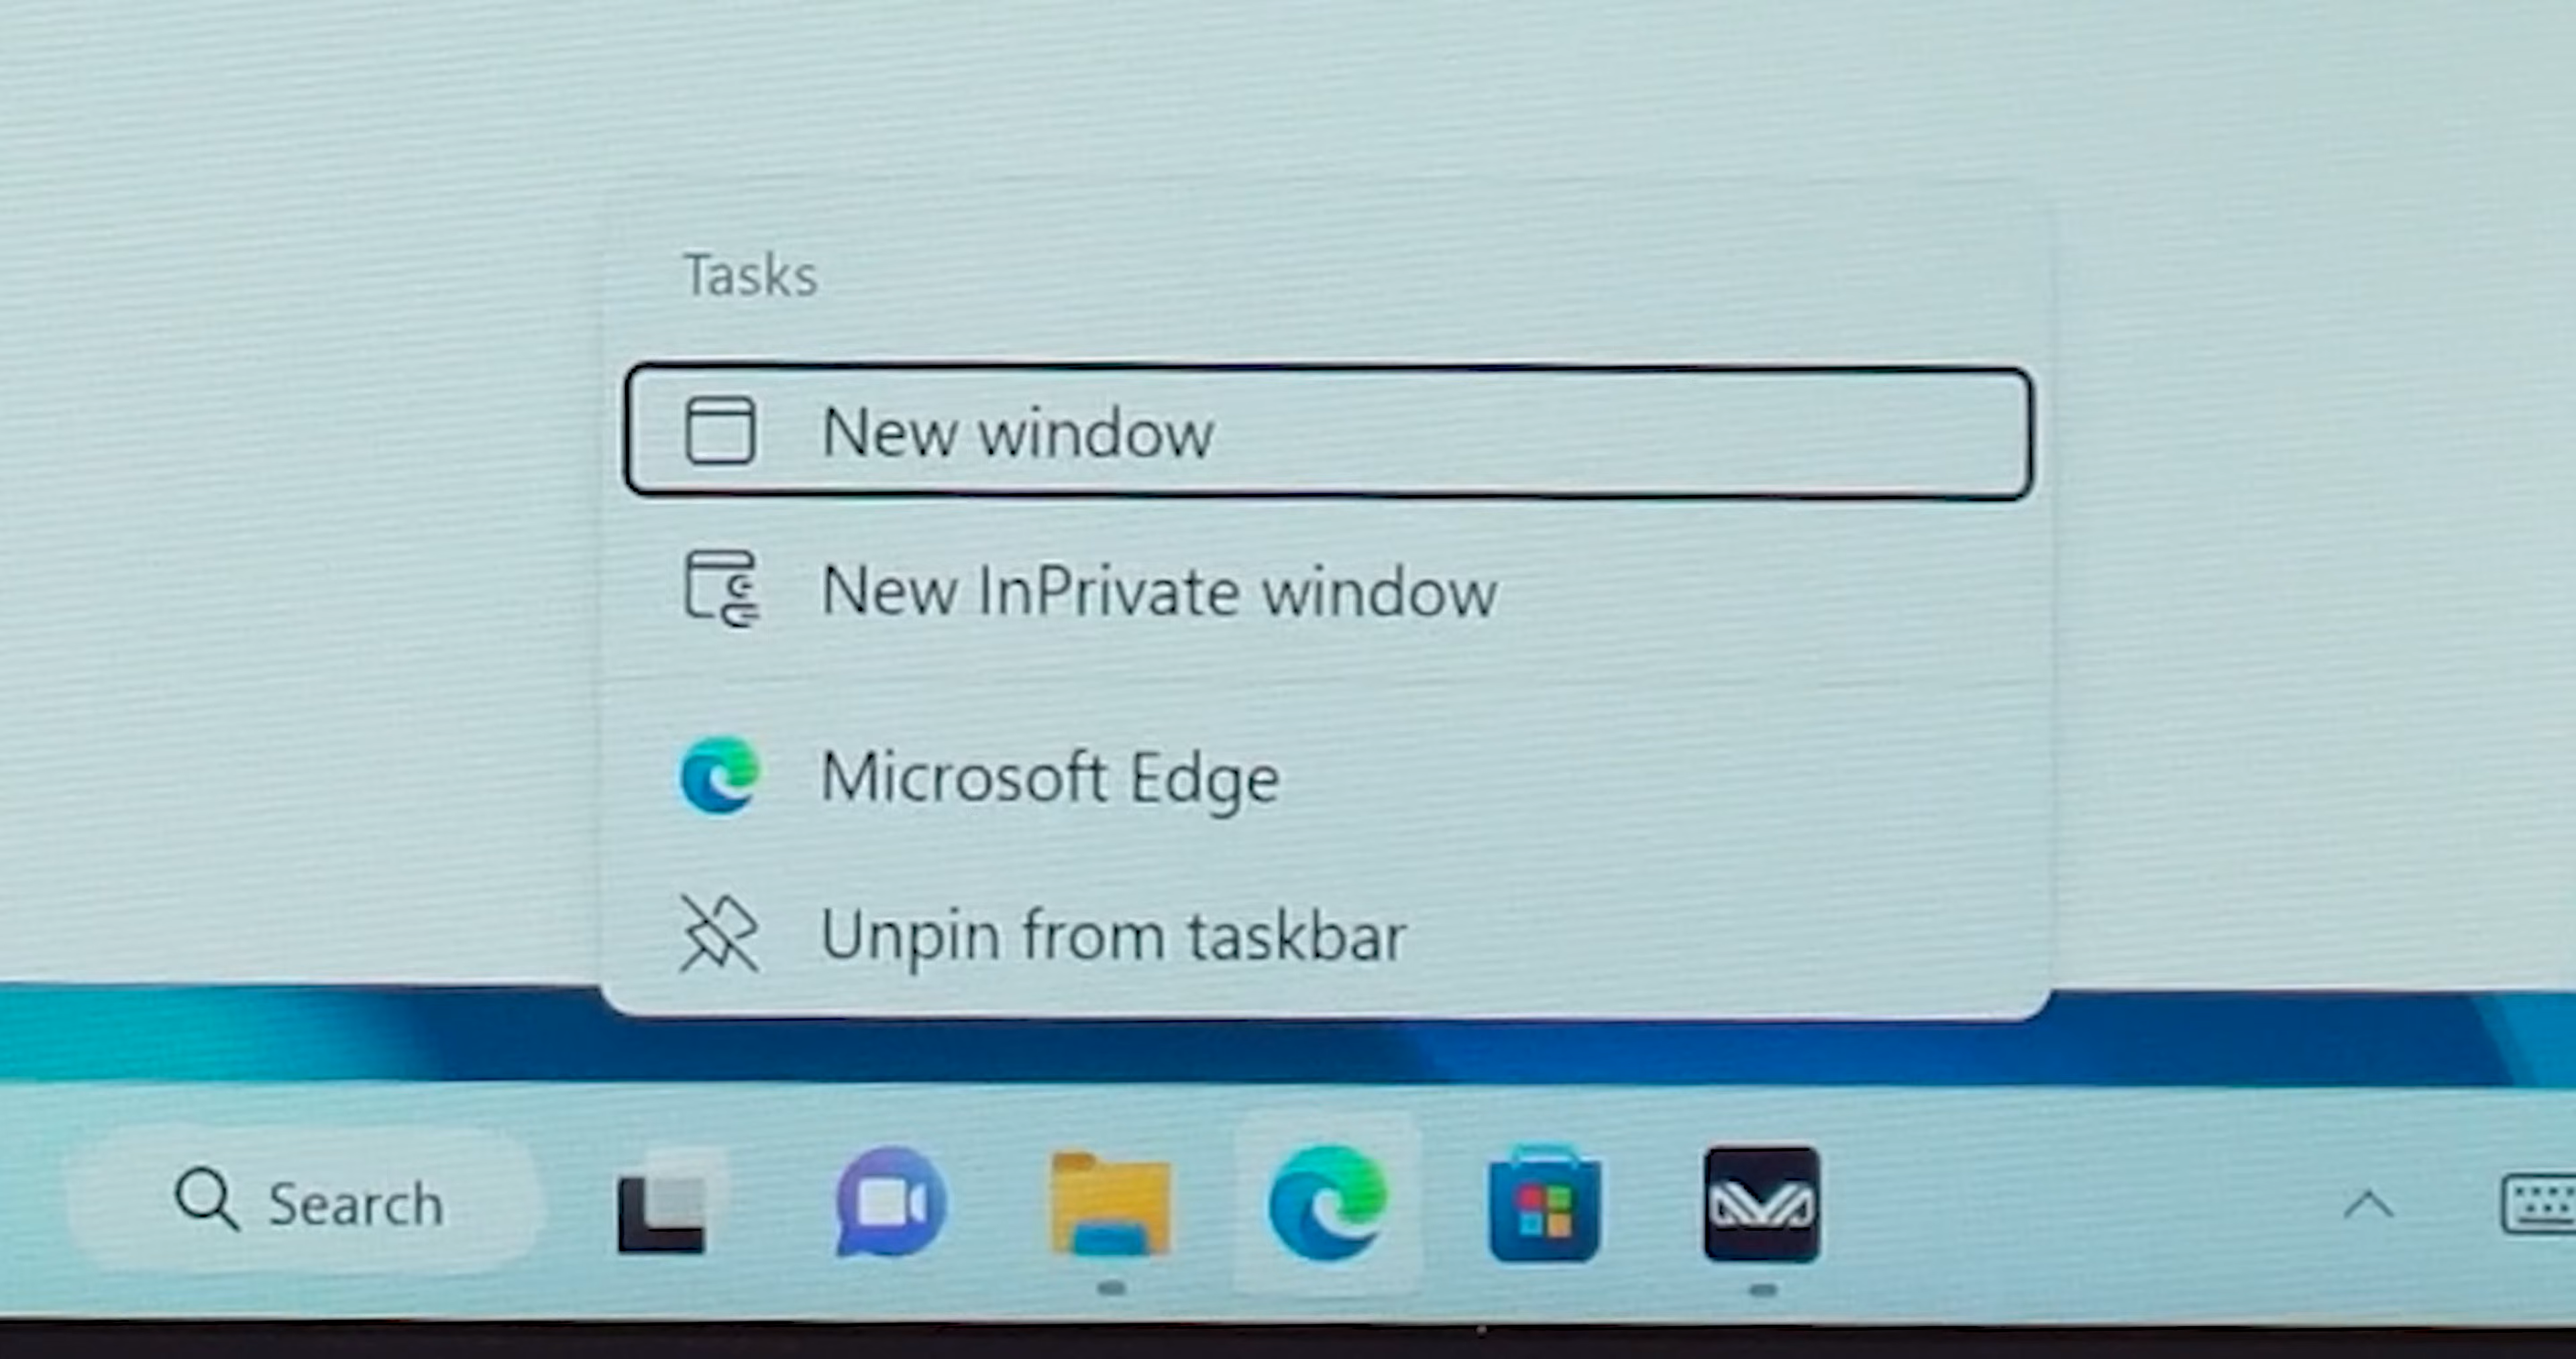 Tasks
New window
New InPrivate window
Microsoft Edge
Unpin from taskbar
Search